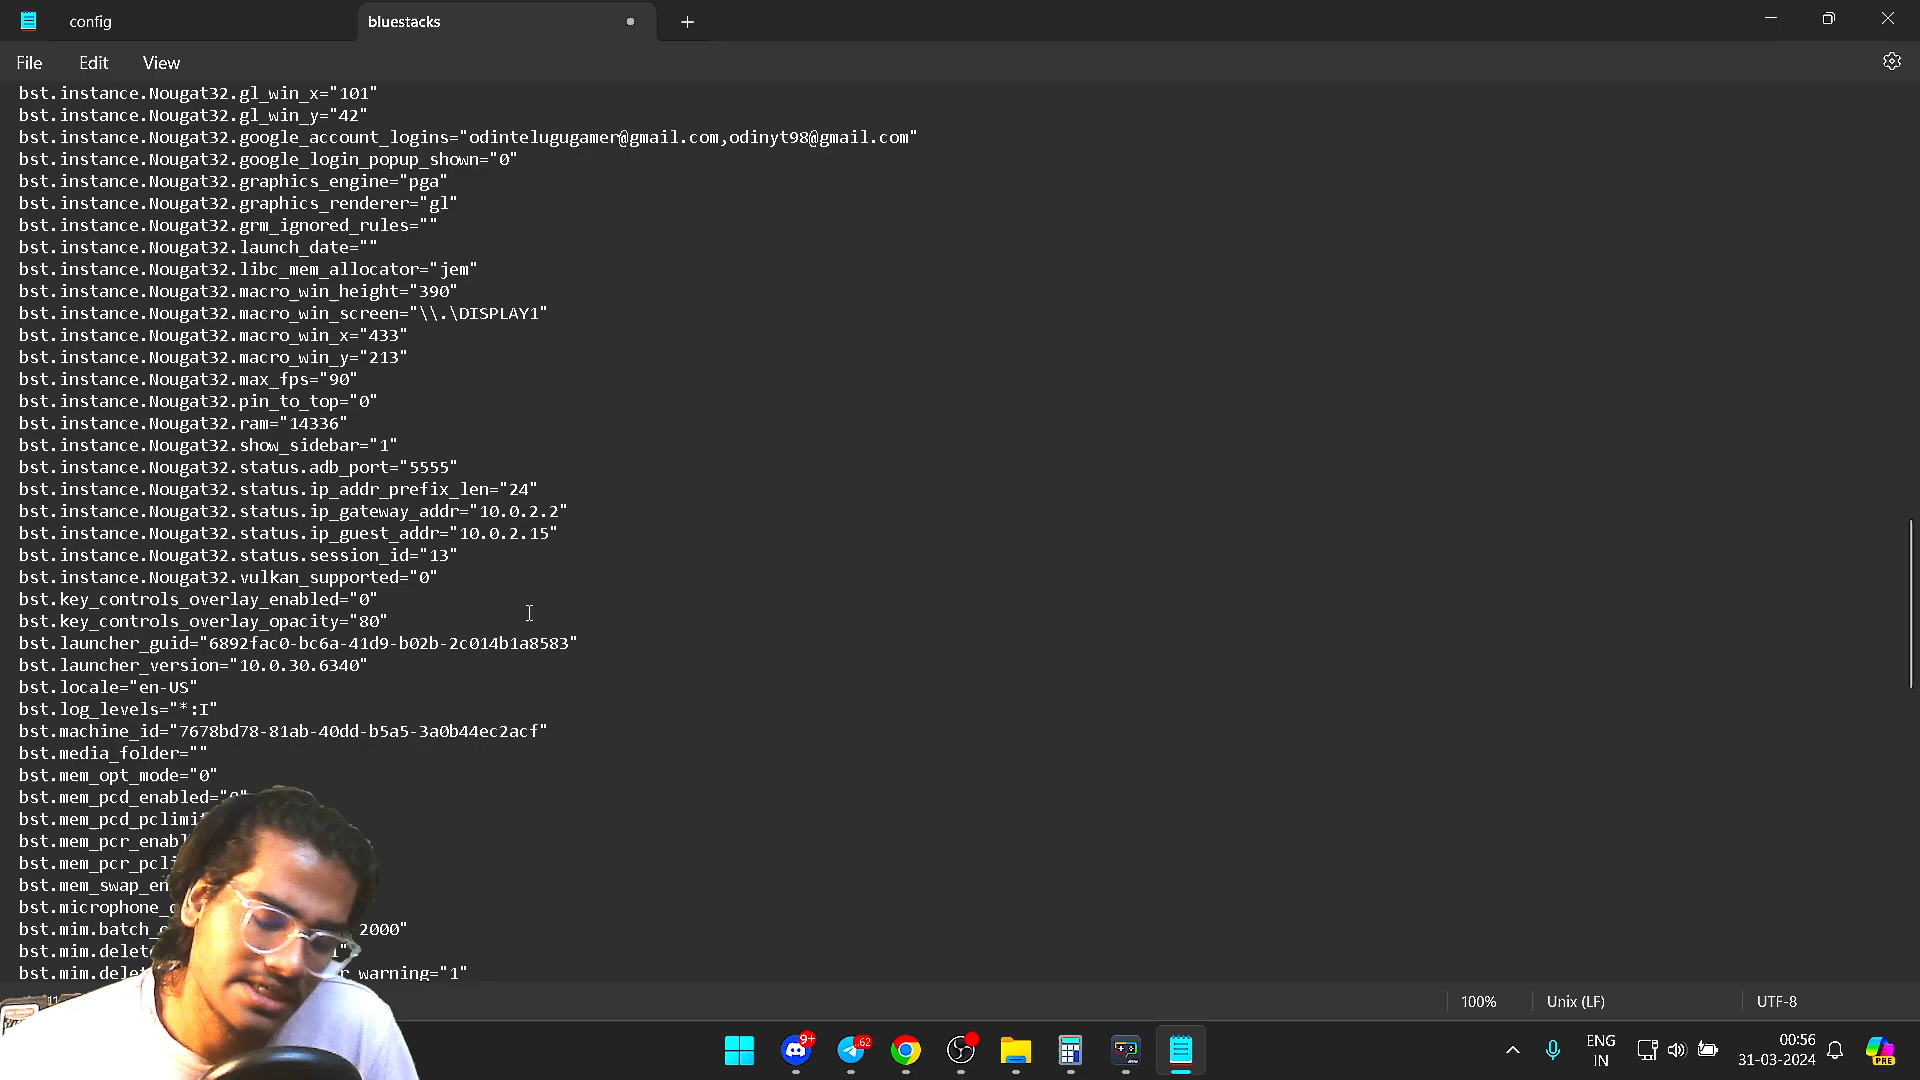 config
bluestacks
File
Edit
View
bst.instance.Nougat32.gl_win_x="101"
bst.instance.Nougat32.gl_win_y="42"
bst.instance.Nougat32.google_account_logins="odintelugugamer@gmail.com,odinyt98@gmail.com"
bst.instance.Nougat32.google_login_popup_shown="0"
bst.instance.Nougat32.graphics_engine="pga"
bst.instance.Nougat32.graphics_renderer="gl"
bst.instance.Nougat32.grm_ignored_rules=""
bst.instance.Nougat32.launch_date=""
bst.instance.Nougat32.libc_mem_allocator="jem"
bst.instance.Nougat32.macro_win_height="390"
bst.instance.Nougat32.macro_win_screen="\\.\DISPLAY1"
bst.instance.Nougat32.macro_win_x="433"
bst.instance.Nougat32.macro_win_y="213"
bst.instance.Nougat32.max_fps="90"
bst.instance.Nougat32.pin_to_top="0"
bst.instance.Nougat32.ram="14336"
bst.instance.Nougat32.show_sidebar="1"
bst.instance.Nougat32.status.adb_port="5555"
bst.instance.Nougat32.status.ip_addr_prefix_len="24"
bst.instance.Nougat32.status.ip_gateway_addr="10.0.2.2"
bst.instance.Nougat32.status.ip_guest_addr="10.0.2.15"
bst.instance.Nougat32.status.session_id="13"
bst.instance.Nougat32.vulkan_supported="0"
bst.key_controls_overlay_enabled="0"
bst.key_controls_overlay_opacity="80"
bst.launcher_guid="6892fac0-bc6a-41d9-b02b-2c014b1a8583"
bst.launcher_version="10.0.30.6340"
bst.locale="en-US"
bst.log_levels="*:I"
bst.machine_id="7678bd78-81ab-40dd-b5a5-3a0b44ec2acf"
bst.media_folder=""
bst.mem_opt_mode="0"
bst.mem_pcd_enabled="0"
bst.mem_pcd_pclimi
bst.mem_pcr_enabl
bst.mem_pcr_pcli
bst.mem_swap_en
bst.microphone_
bst.mim.batch_ 2000"
bst.mim.delet "
bst.mim.dele r_warning="1"
100%
Unix (LF)
UTF-8
9+
62
ENG
IN
00:56
31-03-2024
PRE